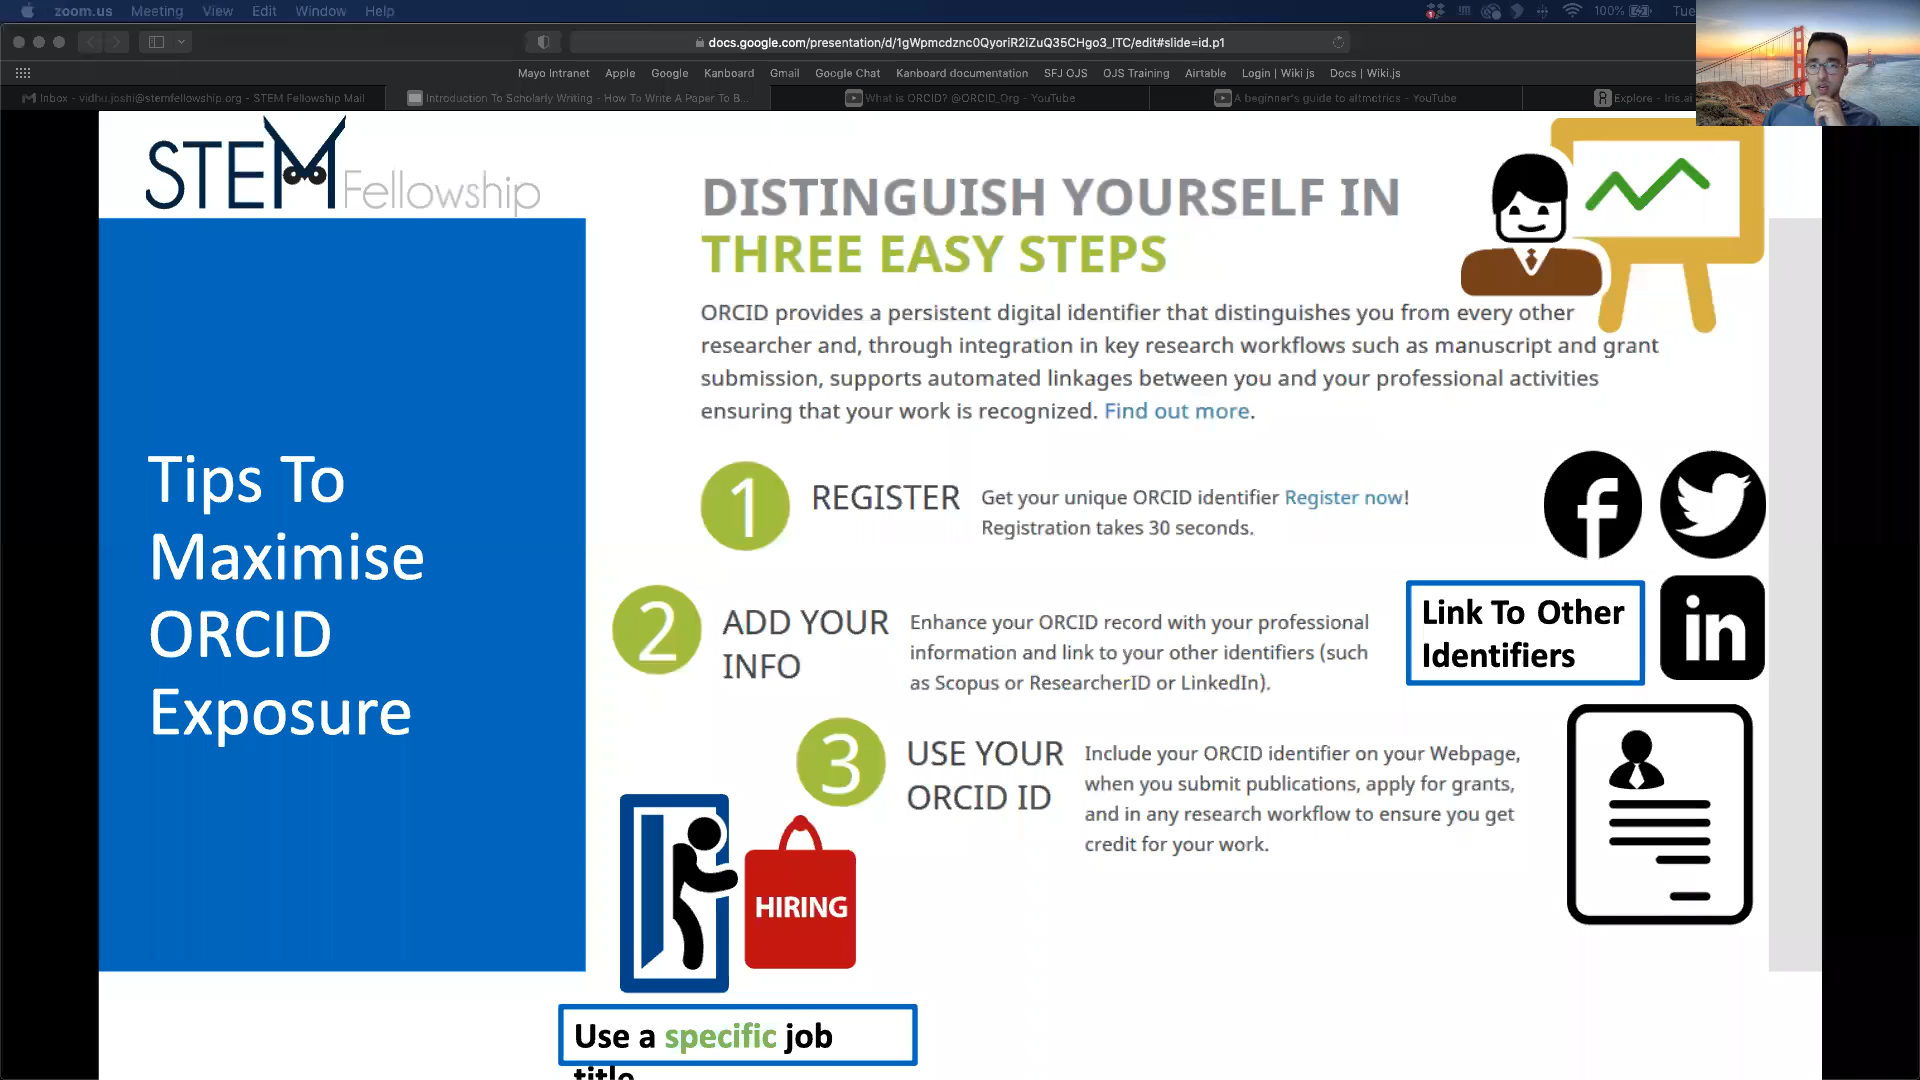 zoom.us Meeting View Edit Window Help 100% Tue
docs.google.com/presentation/d/1gWpmcdznc0QyoriR2iZuQ35CHgo3_ITC/edit#slide=id.p1
Mayo Intranet Apple Google Kanboard Gmail Google Chat Kanboard documentation SFJ OJS OJS Training Airtable Login | Wiki js Docs | Wiki.js
Inbox - vidhu.joshi@stemfellowship.org - STEM Fellowship Mail Introduction To Scholarly Writing - How To Write A Paper To B... What is ORCID? @ORCID_Org - YouTube A beginner's guide to altmetrics - YouTube Explore - Iris.ai
STEM Fellowship
Tips To
Maximise
ORCID
Exposure
DISTINGUISH YOURSELF IN
THREE EASY STEPS
ORCID provides a persistent digital identifier that distinguishes you from every other
researcher and, through integration in key research workflows such as manuscript and grant
submission, supports automated linkages between you and your professional activities
ensuring that your work is recognized. Find out more.
1 REGISTER Get your unique ORCID identifier Register now!
Registration takes 30 seconds.
2 ADD YOUR
INFO
Enhance your ORCID record with your professional
information and link to your other identifiers (such
as Scopus or ResearcherID or LinkedIn).
Link To Other
Identifiers
in
3 USE YOUR
ORCID ID
Include your ORCID identifier on your Webpage,
when you submit publications, apply for grants,
and in any research workflow to ensure you get
credit for your work.
HIRING
Use a specific job
title